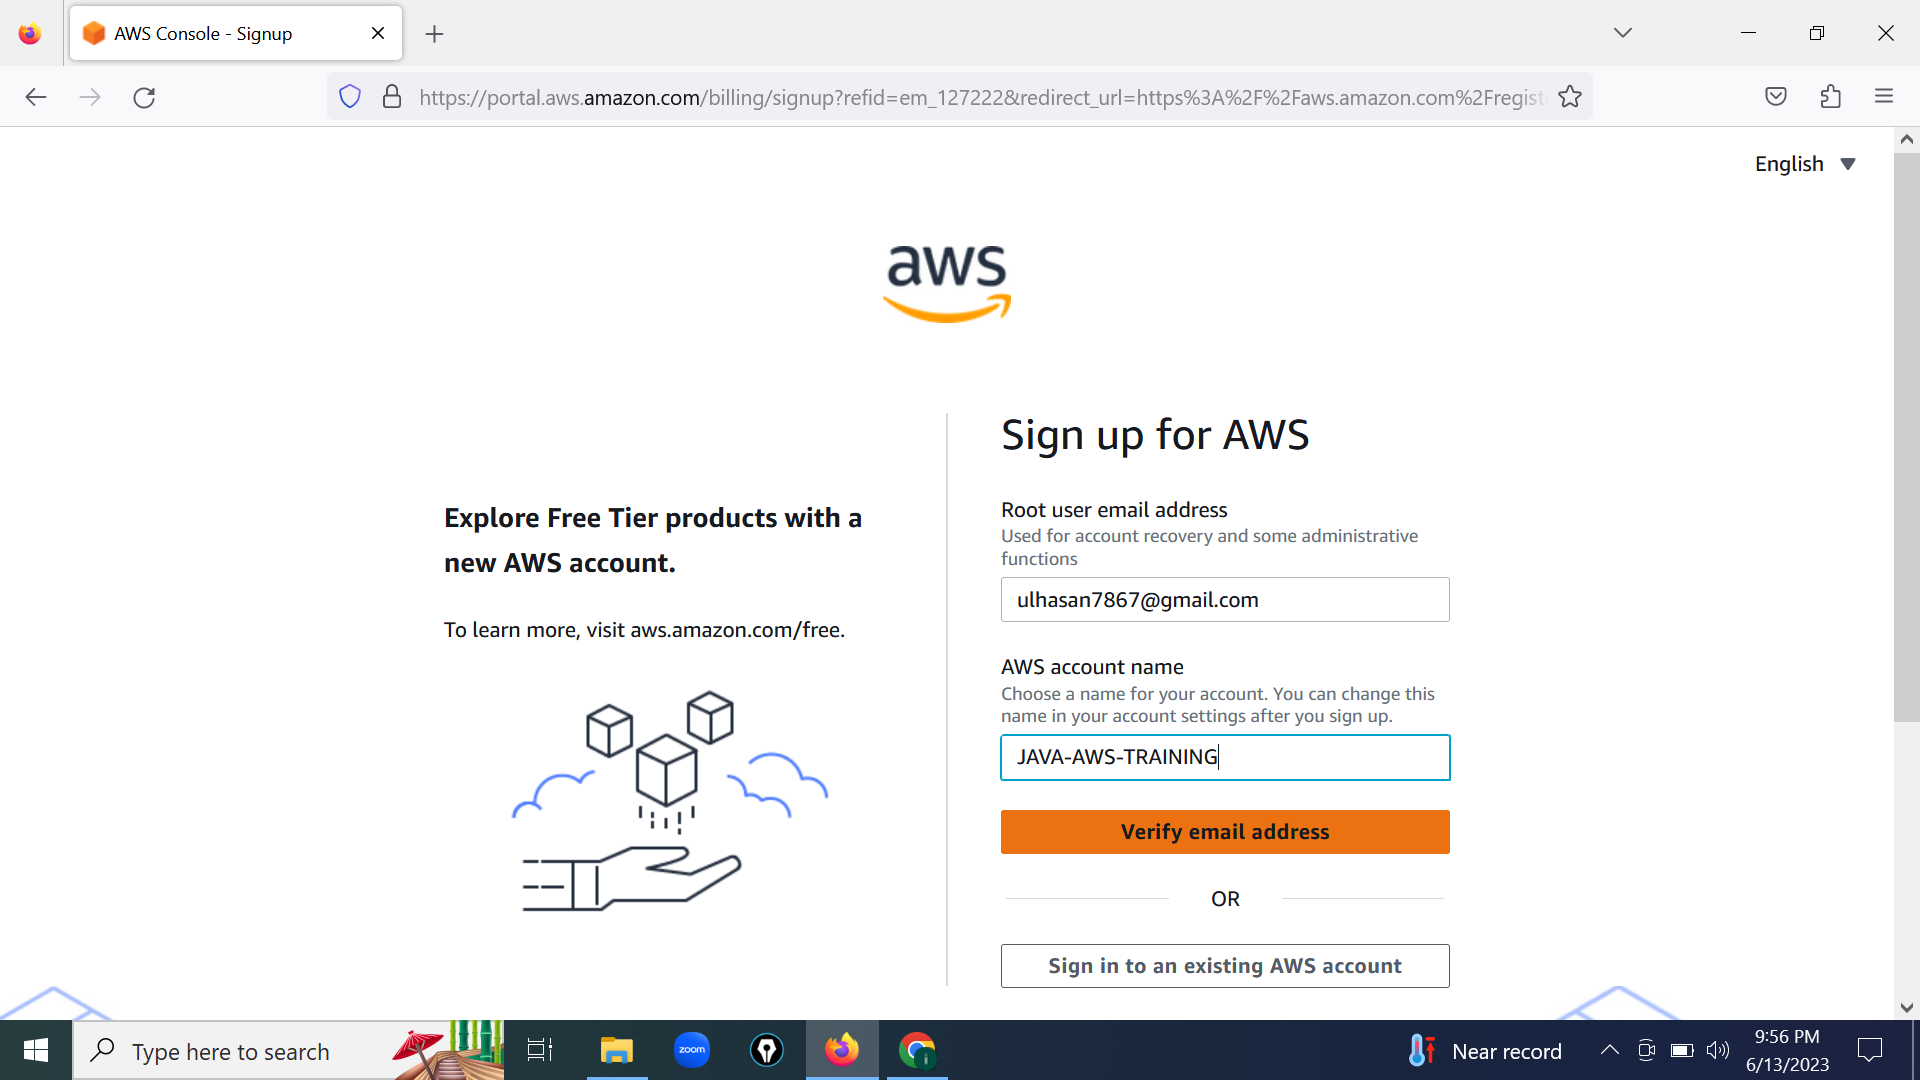 AWS Console - Signup
https://portal.aws.amazon.com/billing/signup?refid=em_127222&redirect_url=https%3A%2F%2Faws.amazon.com%2Fregist
English
aws
Sign up for AWS
Explore Free Tier products with a
new AWS account.
To learn more, visit aws.amazon.com/free.
Root user email address
Used for account recovery and some administrative
functions
ulhasan7867@gmail.com
AWS account name
Choose a name for your account. You can change this
name in your account settings after you sign up.
JAVA-AWS-TRAINING
Verify email address
OR
Sign in to an existing AWS account
Type here to search
zoom
Near record
9:56 PM
6/13/2023